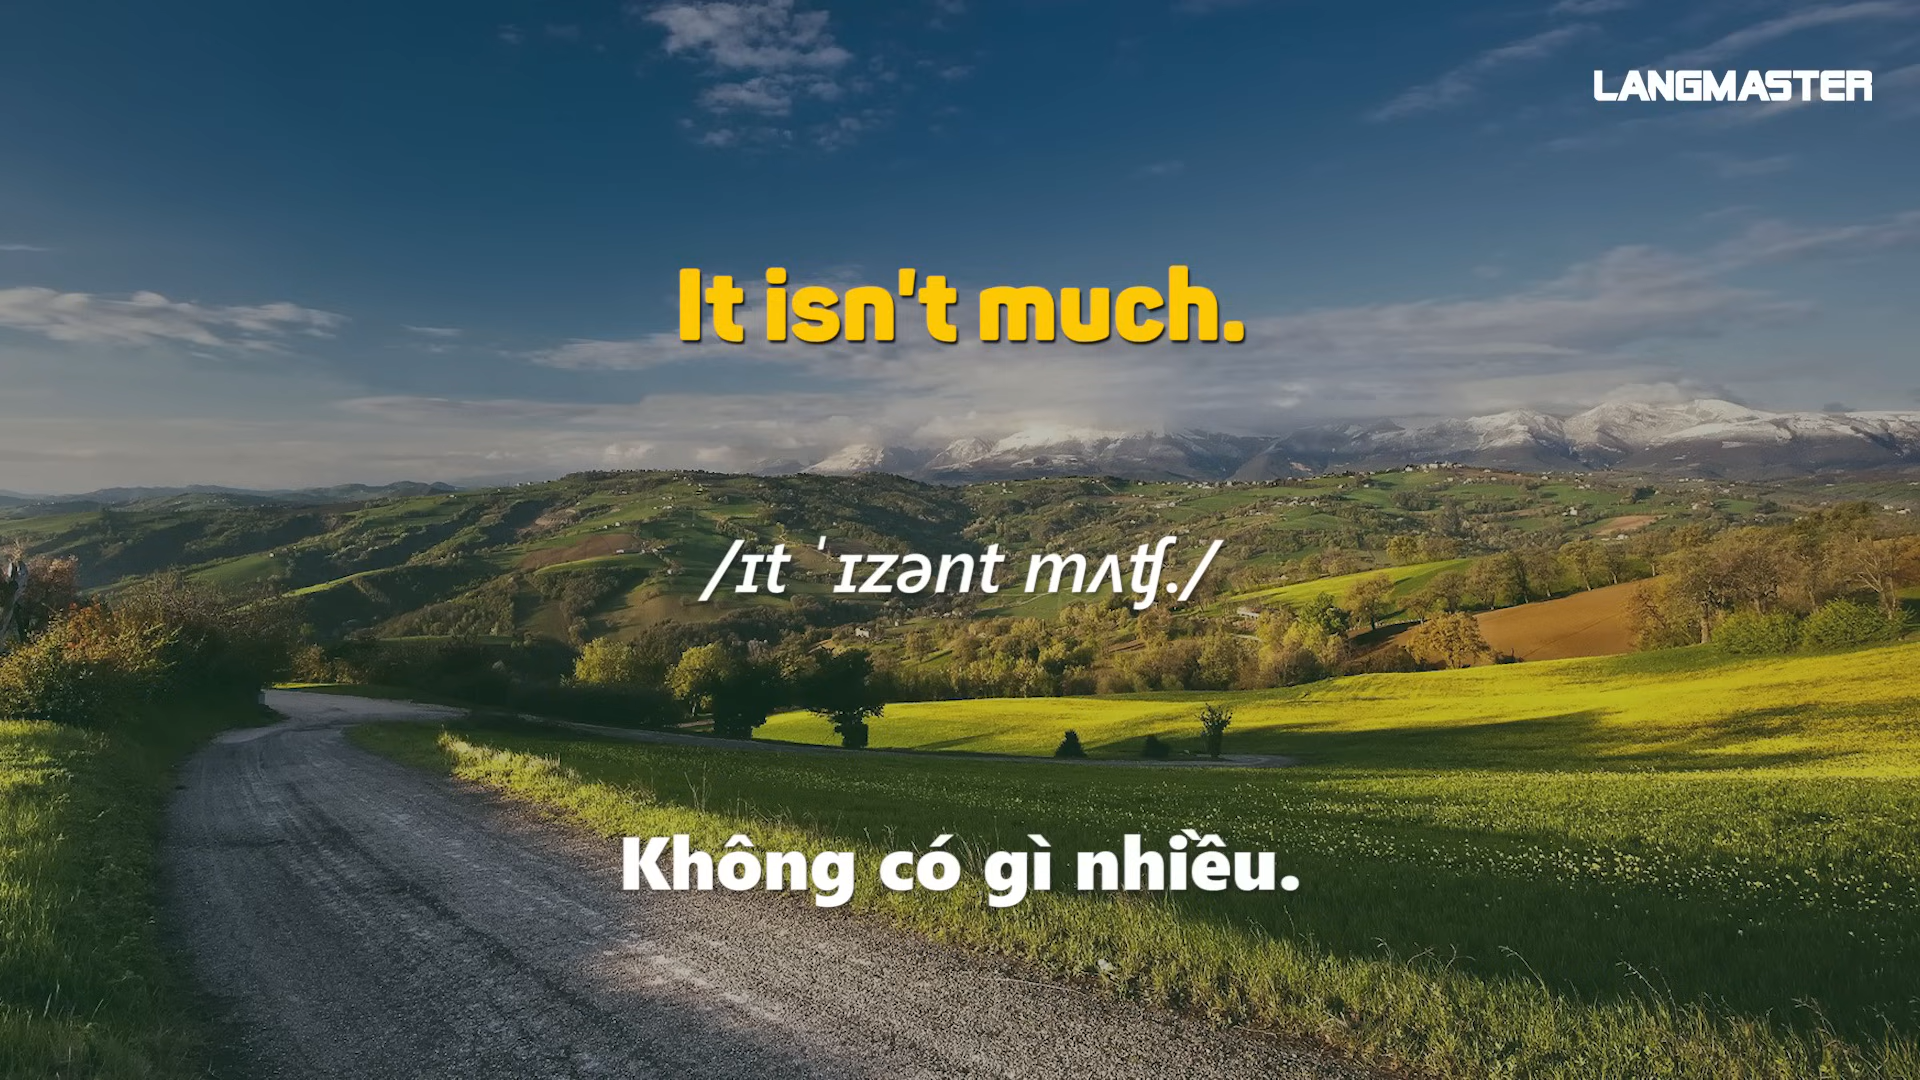 LANGMASTER
It isn't much.
/ɪt ˈɪzənt mʌʧ./
Không có gì nhiều.